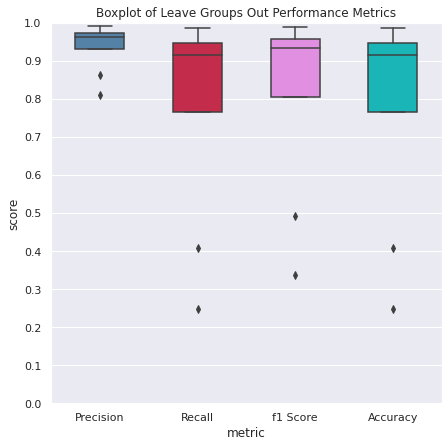 Boxplot of Leave Groups Out Performance Metrics
1.0
0.9
0.8
0.7
0.6
0.5
0.4
0.3
0.2
0.1
0.0
score
Precision
Recall
f1 Score
Accuracy
metric